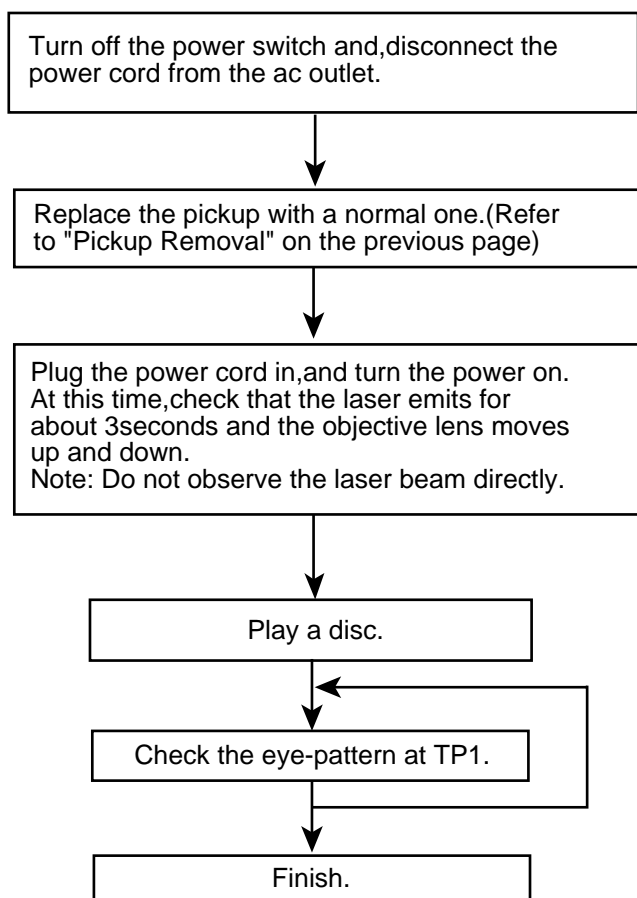 Turn off the power switch and,disconnect the
power cord from the ac outlet.
Replace the pickup with a normal one.(Refer
to "Pickup Removal" on the previous page)
Plug the power cord in,and turn the power on.
At this time,check that the laser emits for
about 3seconds and the objective lens moves
up and down.
Note: Do not observe the laser beam directly.
Play a disc.
Check the eye-pattern at TP1.
Finish.